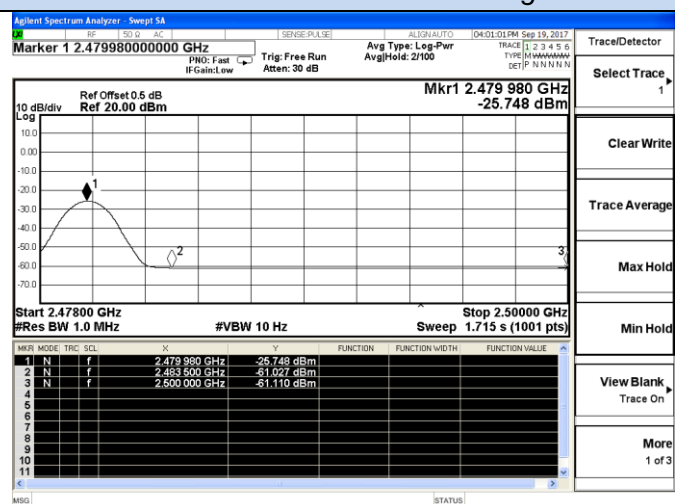 Agilent Spectrum Analyzer - Swept SA
RF 50 Ω AC SENSE:PULSE ALIGN AUTO 04:01:01 PM Sep 19, 2017
Marker 1 2.479980000000 GHz
PNO: Fast
IFGain:Low
Trig: Free Run
Atten: 30 dB
Avg Type: Log-Pwr
Avg|Hold: 2/100
TRACE 1 2 3 4 5 6
TYPE M
DET P N N N N N
Ref Offset 0.5 dB
Ref 20.00 dBm
10 dB/div
Log
Mkr1 2.479 980 GHz
-25.748 dBm
10.0
0.00
-10.0
-20.0
-30.0
-40.0
-50.0
-60.0
-70.0
1
2
3
Start 2.47800 GHz Stop 2.50000 GHz
#Res BW 1.0 MHz #VBW 10 Hz Sweep 1.715 s (1001 pts)
MKR MODE TRC SCL X Y FUNCTION FUNCTION WIDTH FUNCTION VALUE
1 N f 2.479 980 GHz -25.748 dBm
2 N f 2.483 500 GHz -61.027 dBm
3 N f 2.500 000 GHz -61.110 dBm
4
5
6
7
8
9
10
11
MSG STATUS
Trace/Detector
Select Trace
1
Clear Write
Trace Average
Max Hold
Min Hold
View Blank
Trace On
More
1 of 3